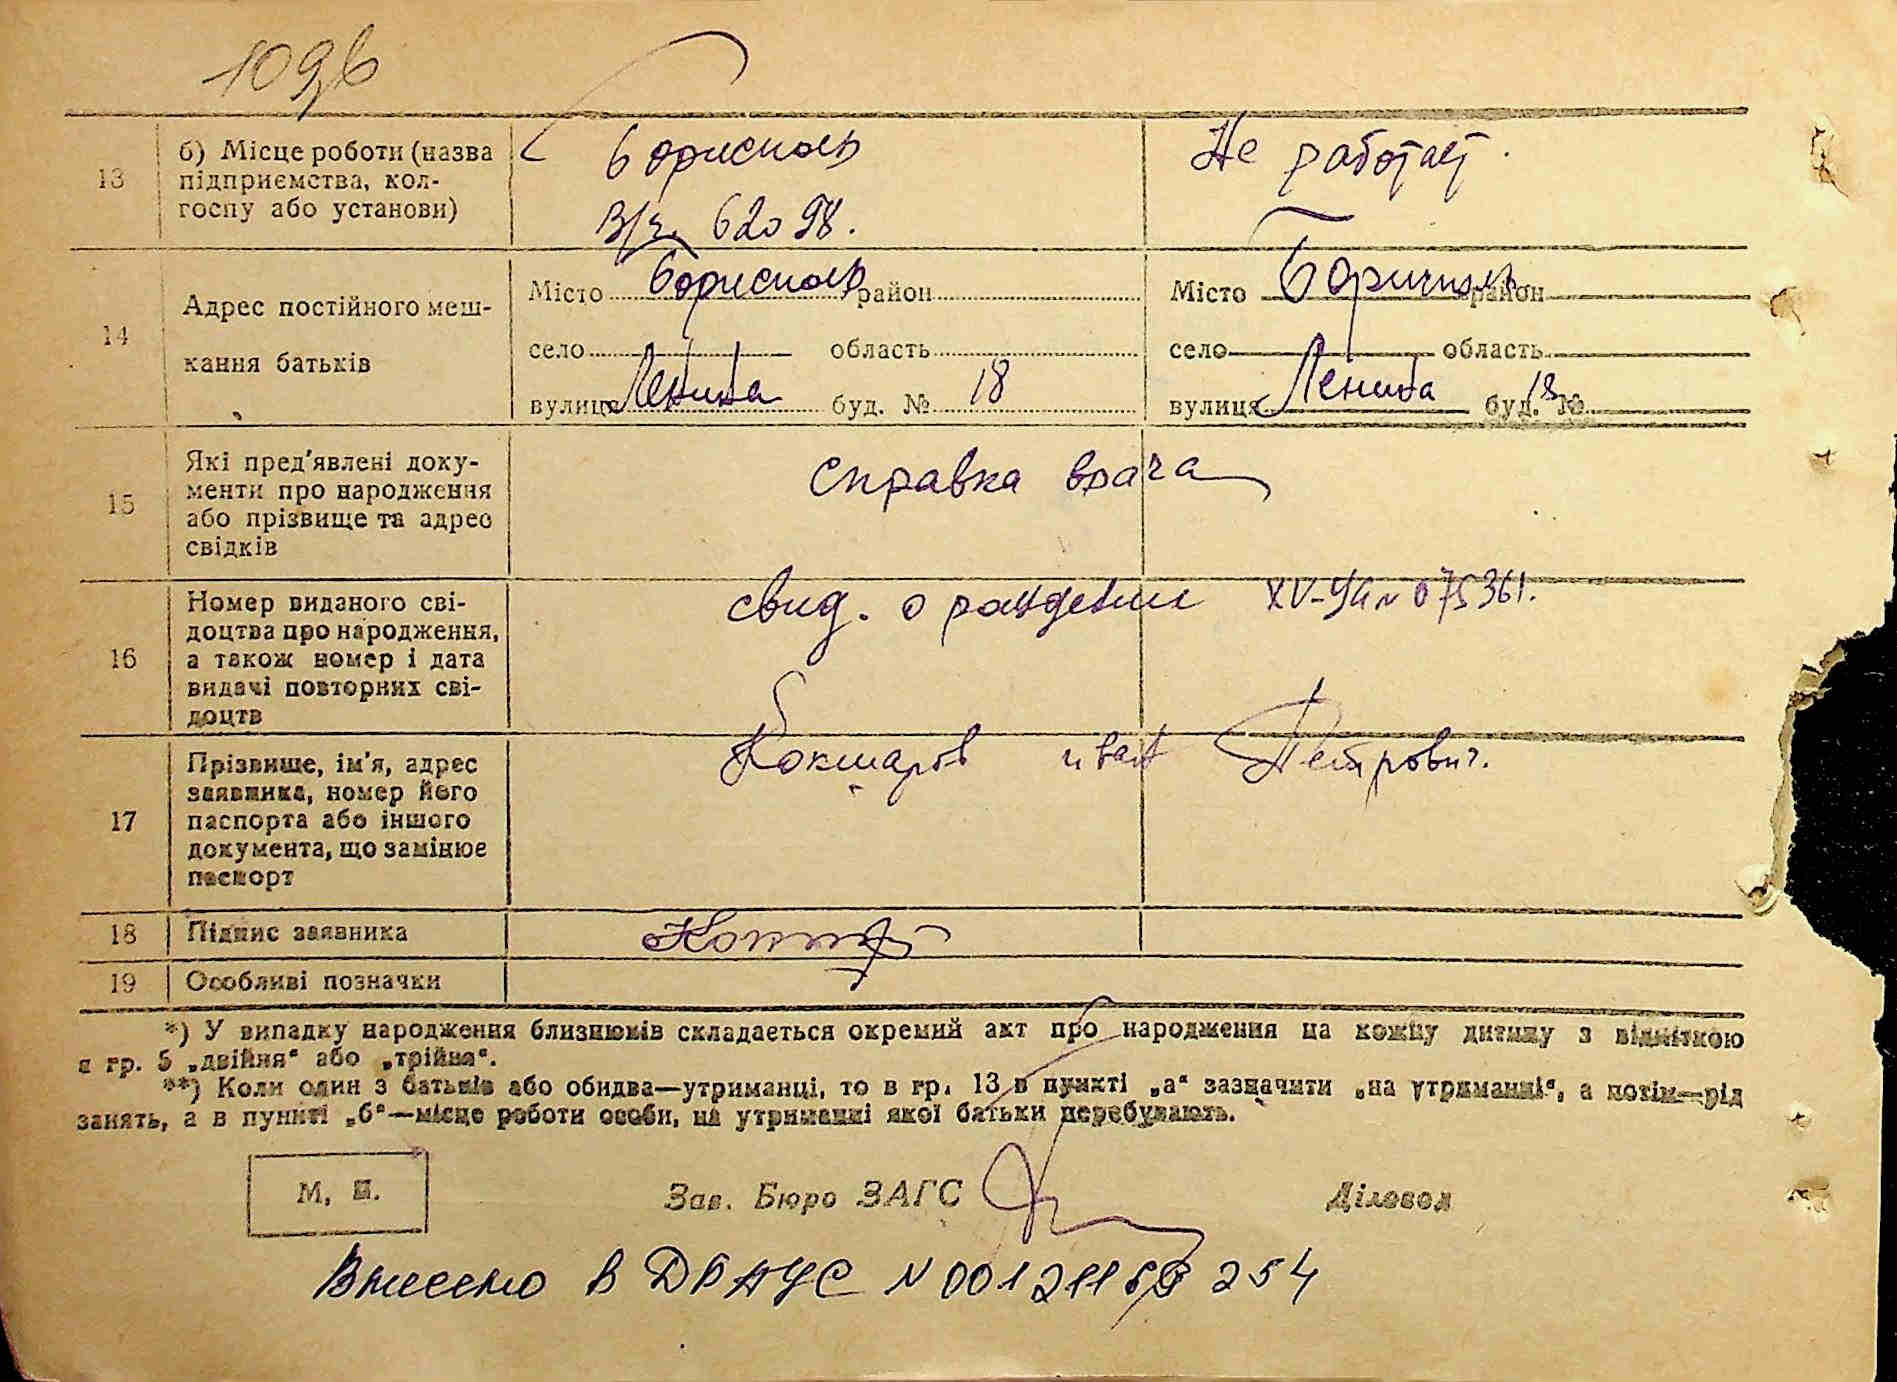 109б
13
б) Місце роботи (назва
підприємства, кол-
госпу або установи)
Борисполь
в/ч. 62098.
Не работает.
14
Адрес постійного меш-
кання батьків
Місто Борисполь район
село область
вулиця Ленина буд. № 18
Місто Борисполь район
село область
вулиця Ленина буд. № 18
15
Які пред'явлені доку-
менти про народження
або прізвище та адрес
свідків
справка врача
16
Номер виданого сві-
доцтва про народження,
а також номер і дата
видачі повторних сві-
доцтв
свид. о рождении XV-УК № 075361.
17
Прізвище, ім'я, адрес
заявника, номер його
паспорта або іншого
документа, що замінює
паспорт
Кокшаров иван Петрович.
18
Підпис заявника
19
Особливі позначки
*) У випадку народження близнюків складається окремий акт про народження на кожну дитину з відміткою
в гр. 5 „двійня“ або „трійня“.
**) Коли один з батьків або обидва—утриманці, то в гр. 13 в пункті „а“ зазначити „на утриманні“, а потім—рід
занять, а в пункті „б“—місце роботи особи, на утриманні якої батьки перебувають.
М. П.
Зав. Бюро ЗАГС
Діловод
Внесено в ДРАЦС N 00121115 254